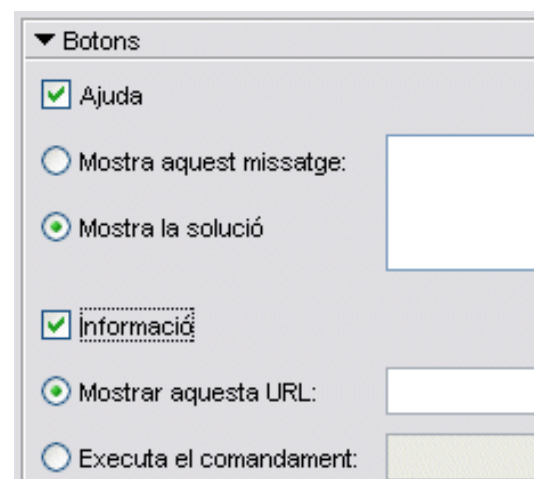 Botons
Ajuda
Mostra aquest missatge:
Mostra la solució
Informació
Mostrar aquesta URL:
Executa el comandament: